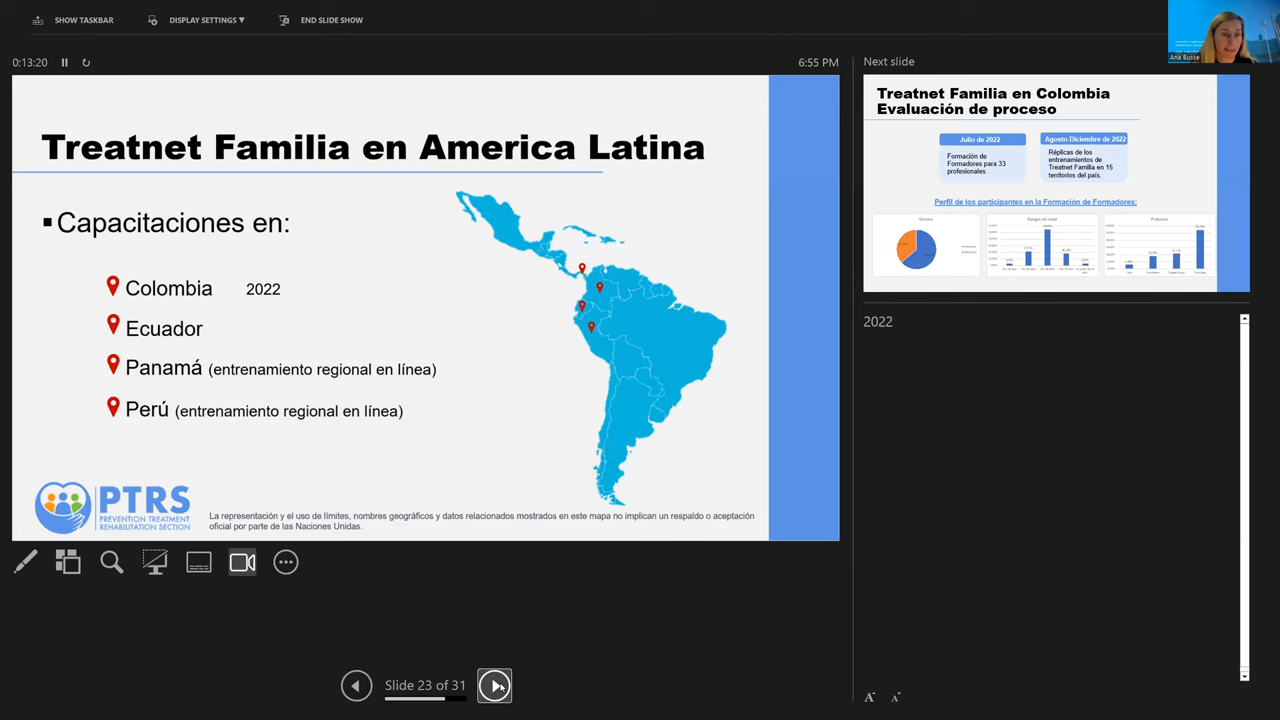 SHOW TASKBAR
DISPLAY SETTINGS ▼
END SLIDE SHOW
Ana Busse
0:13:20
6:55 PM
Treatnet Familia en America Latina
Capacitaciones en:
Colombia 2022
Ecuador
Panamá (entrenamiento regional en línea)
Perú (entrenamiento regional en línea)
PTRS
PREVENTION TREATMENT
REHABILITATION SECTION
La representación y el uso de límites, nombres geográficos y datos relacionados mostrados en este mapa no implican un respaldo o aceptación
oficial por parte de las Naciones Unidas.
Slide 23 of 31
Next slide
Treatnet Familia en Colombia
Evaluación de proceso
Julio de 2022
Formación de
Formadores para 33
profesionales.
Agosto-Diciembre de 2022
Réplicas de los
entrenamientos de
Treatnet Familia en 15
territorios del país.
Perfil de los participantes en la Formación de Formadores:
Género
Rangos de edad
2022
A
A